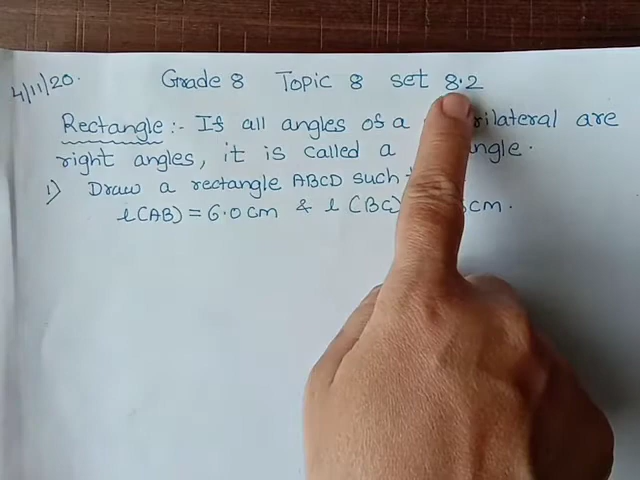 4/11/20.
Grade 8 Topic 8 set 8.2
Rectangle :- If all angles of a rilateral are
right angles, it is called a angle.
1) Draw a rectangle ABCD such
l(AB) = 6.0 cm & l (BC) cm.